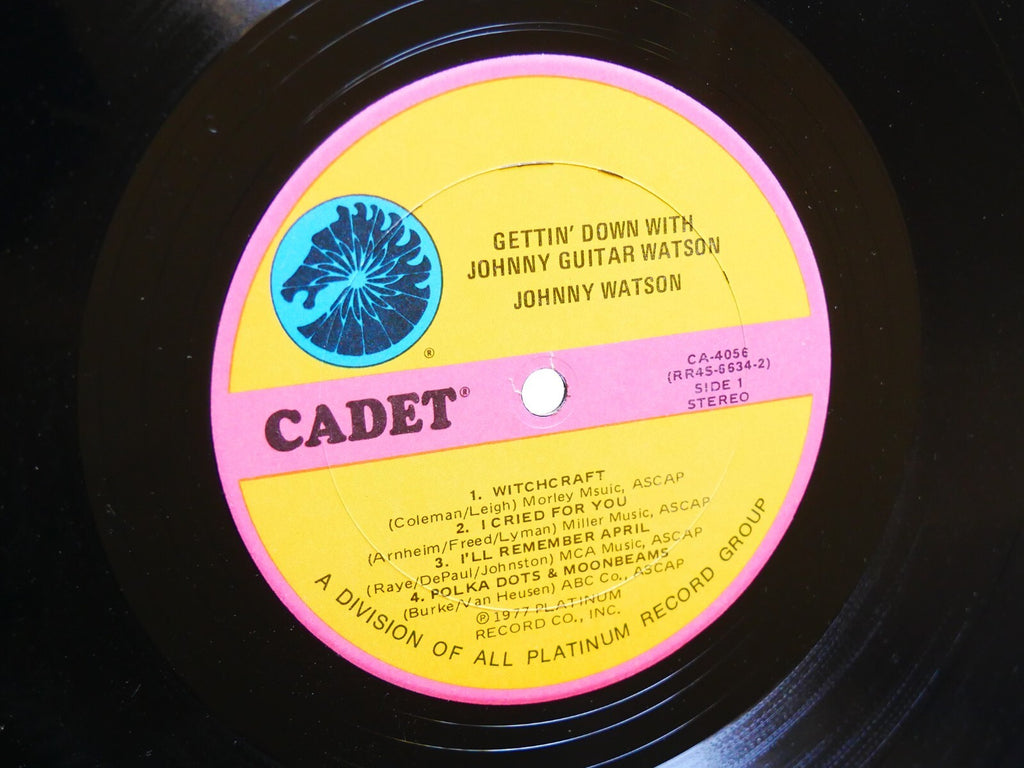 GETTIN' DOWN WITH
JOHNNY GUITAR WATSON
JOHNNY WATSON
®
CADET®
CA-4056
(RR45-6634-2)
SIDE 1
STEREO
1. WITCHCRAFT
(Coleman/Leigh) Morley Msuic, ASCAP
2. I CRIED FOR YOU
(Arnheim/Freed/Lyman) Miller Music, ASCAP
3. I'LL REMEMBER APRIL
(Raye/DePaul/Johnston) MCA Music, ASCAP
4. POLKA DOTS & MOONBEAMS
(Burke/Van Heusen) ABC Co., ASCAP
℗ 1977 PLATINUM
RECORD CO., INC.
A DIVISION OF ALL PLATINUM RECORD GROUP